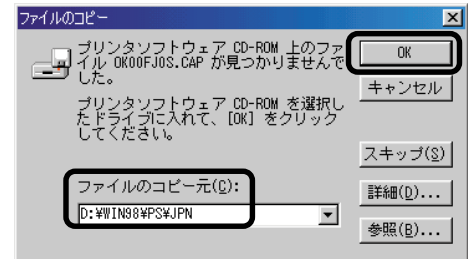 ファイルのコピー
プリンタソフトウェア CD-ROM 上のファ
イル OKO0FJ0S.CAP が見つかりませんで
した。
プリンタソフトウェア CD-ROM を選択し
たドライブに入れて、[OK] をクリック
してください。
ファイルのコピー元(C):
D:¥WIN98¥PS¥JPN
OK
キャンセル
スキップ(S)
詳細(D)...
参照(B)...